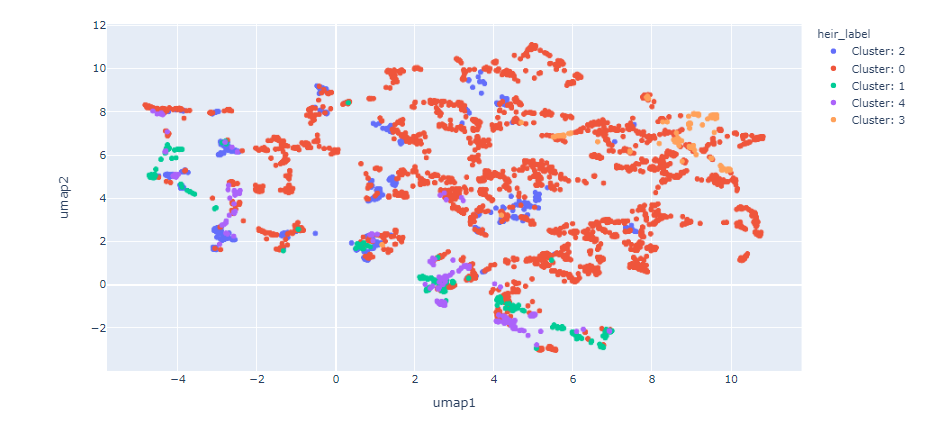 heir_label
Cluster: 2
Cluster: 0
Cluster: 1
Cluster: 4
Cluster: 3
12
10
8
6
4
2
0
−2
umap2
−4 −2 0 2 4 6 8 10
umap1